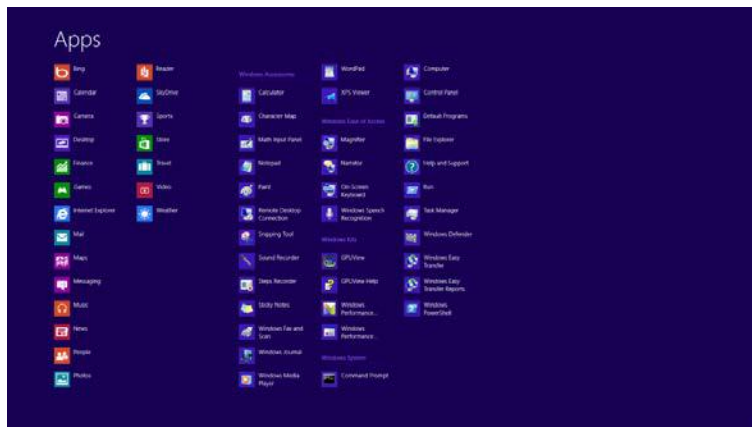 Apps
Bing
Calendar
Camera
Desktop
Finance
Games
Internet Explorer
Mail
Maps
Messaging
Music
News
People
Photos
Reader
SkyDrive
Sports
Store
Travel
Video
Weather
Windows Accessories
Calculator
Character Map
Math Input Panel
Notepad
Paint
Remote Desktop
Connection
Snipping Tool
Sound Recorder
Steps Recorder
Sticky Notes
Windows Fax and
Scan
Windows Journal
Windows Media
Player
WordPad
XPS Viewer
Windows Ease of Access
Magnifier
Narrator
On-Screen
Keyboard
Windows Speech
Recognition
Windows Kits
GPUView
GPUView Help
Windows
Performance...
Windows
Performance...
Windows System
Command Prompt
Computer
Control Panel
Default Programs
File Explorer
Help and Support
Run
Task Manager
Windows Defender
Windows Easy
Transfer
Windows Easy
Transfer Reports
Windows
PowerShell